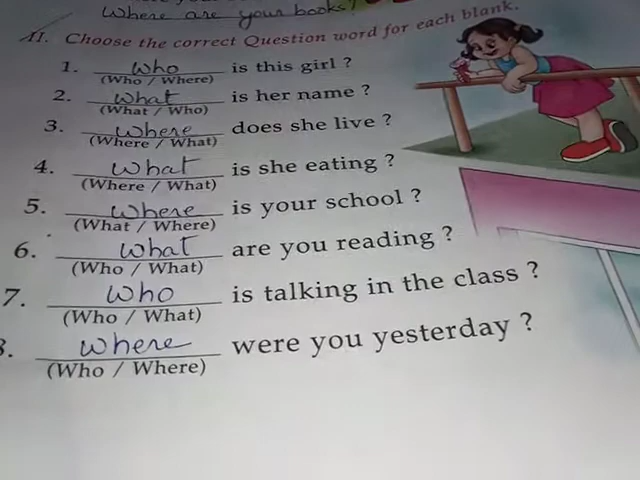 Where are your books?
11. Choose the correct Question word for each blank.
1. Who is this girl ?
(Who / Where)
2. What is her name ?
(What / Who)
3. Where does she live ?
(Where / What)
4. What is she eating ?
(Where / What)
5. Where is your school ?
(What / Where)
6. What are you reading ?
(Who / What)
7. Who is talking in the class ?
(Who / What)
8. Where were you yesterday ?
(Who / Where)